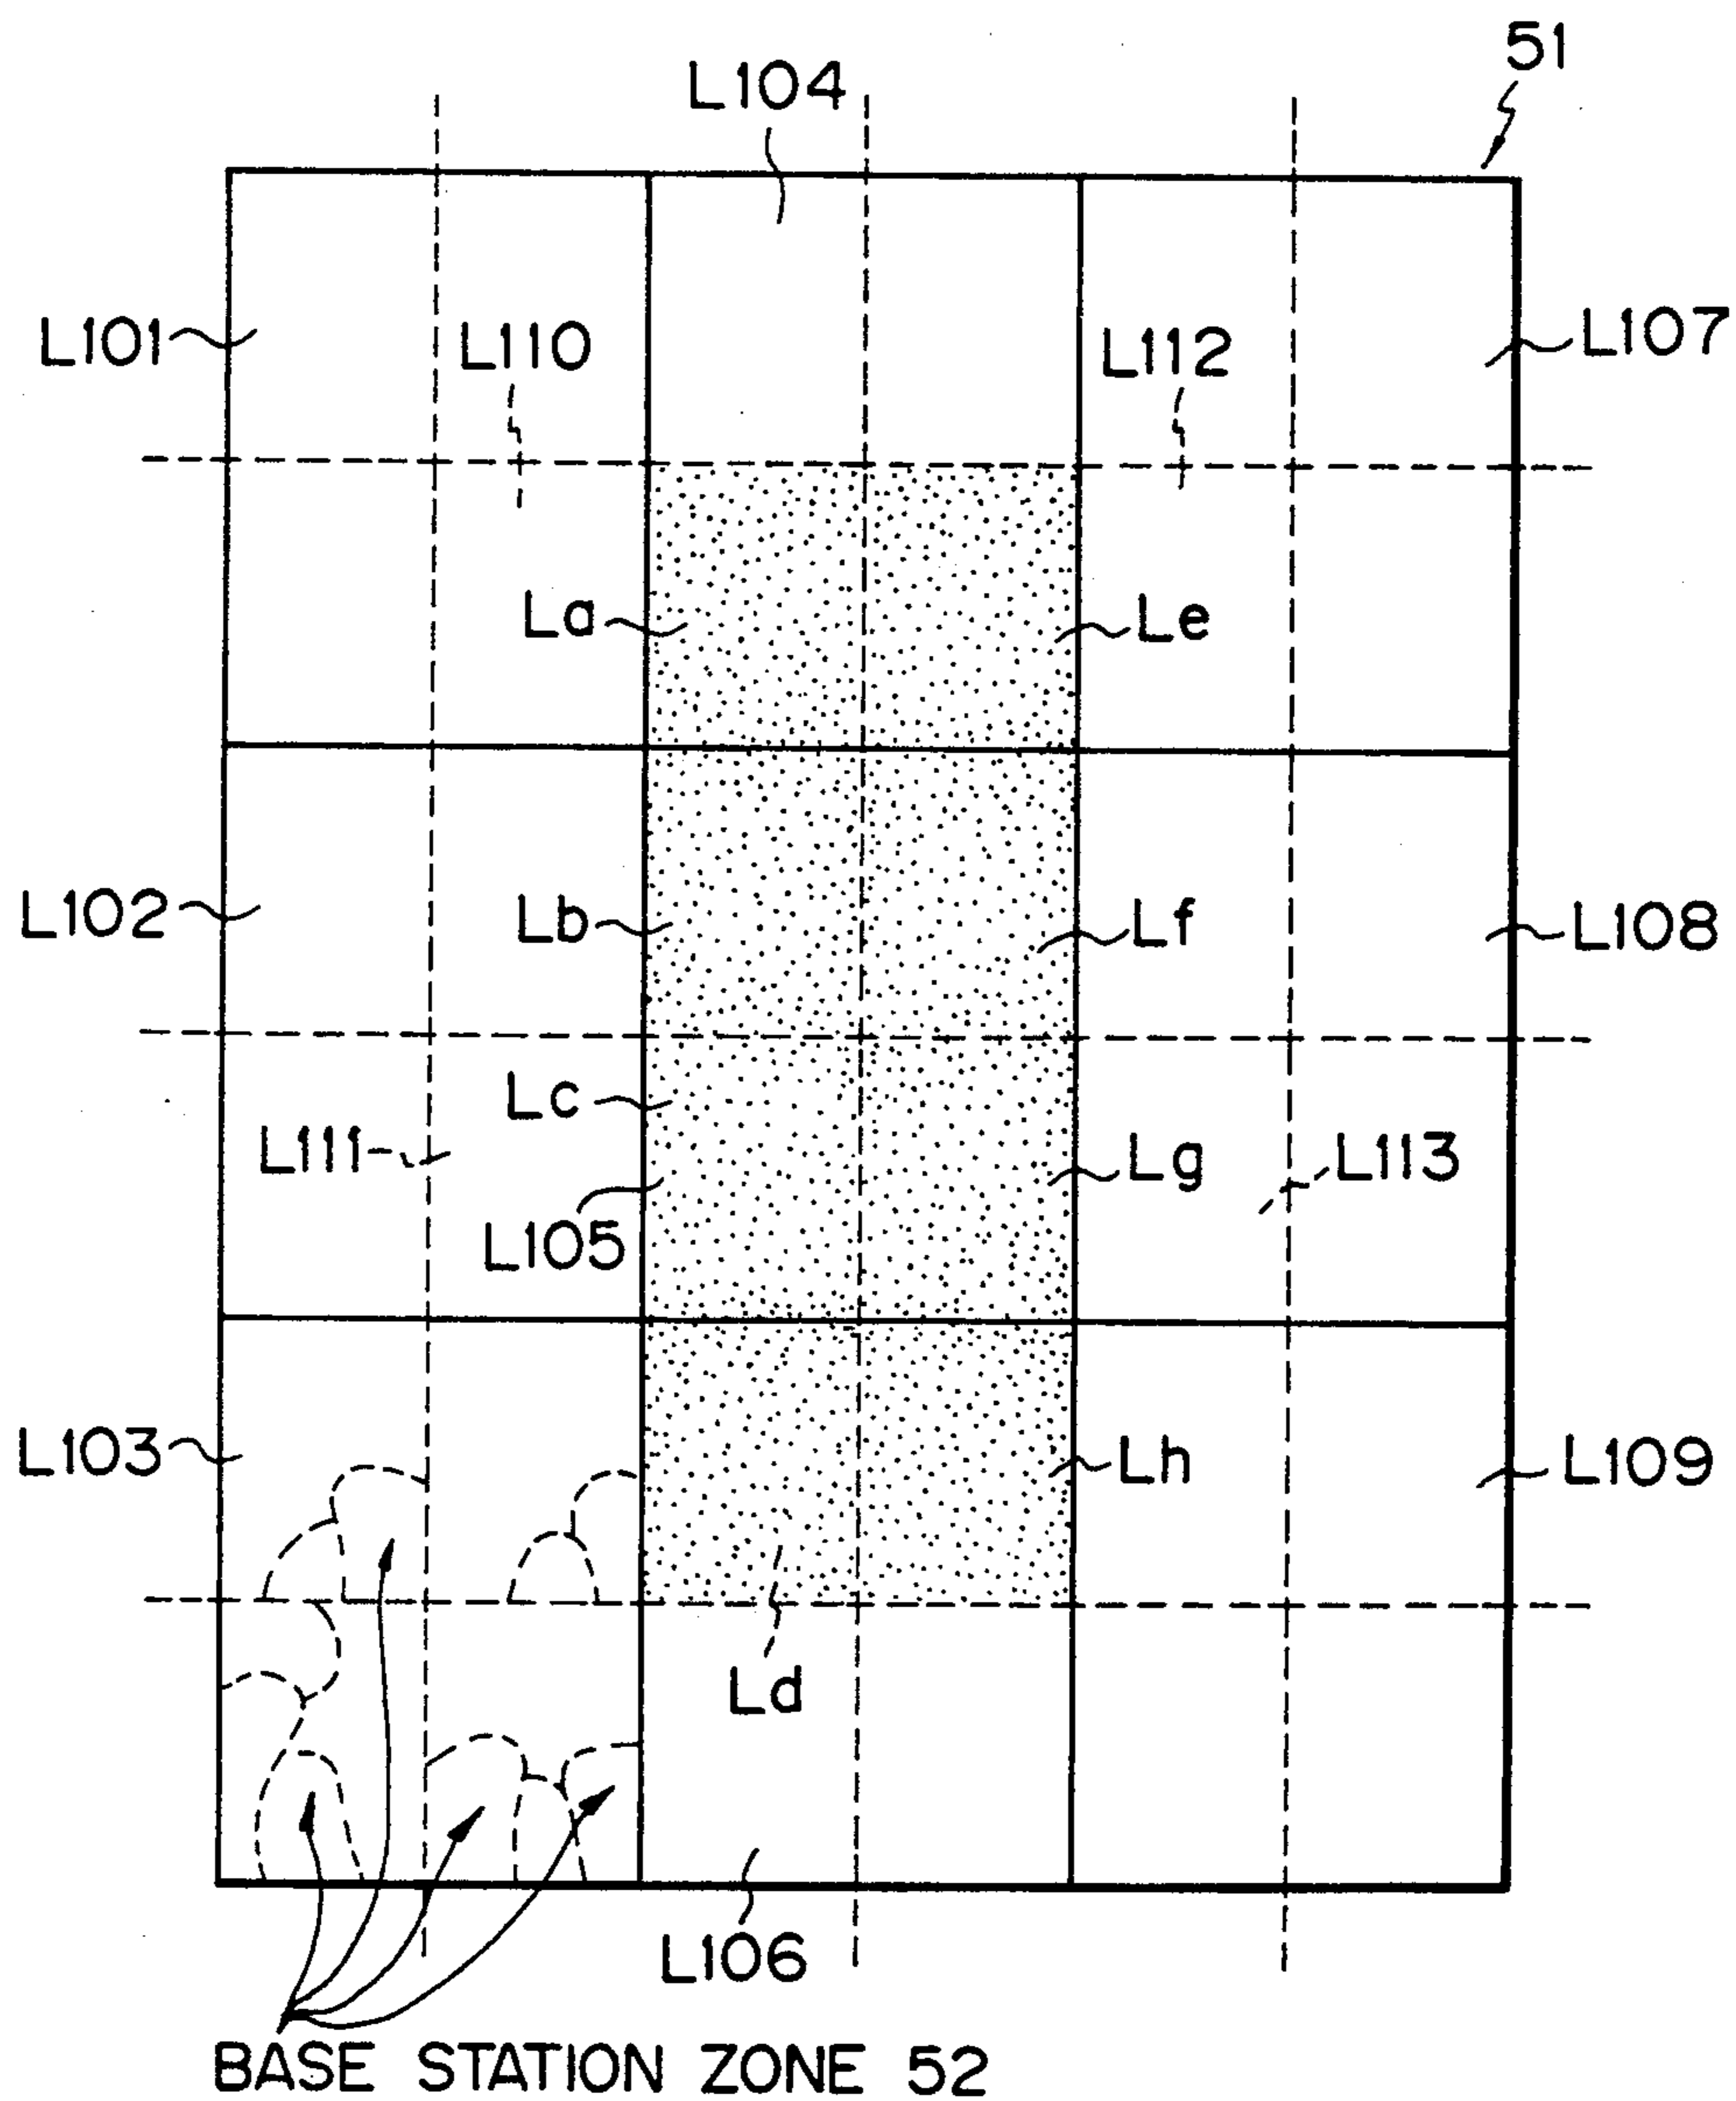 51
L104
L101
L110
L112
L107
La
Le
L102
Lb
Lf
L108
Lc
L111
Lg
L113
L105
L103
Lh
L109
Ld
L106
BASE STATION ZONE 52